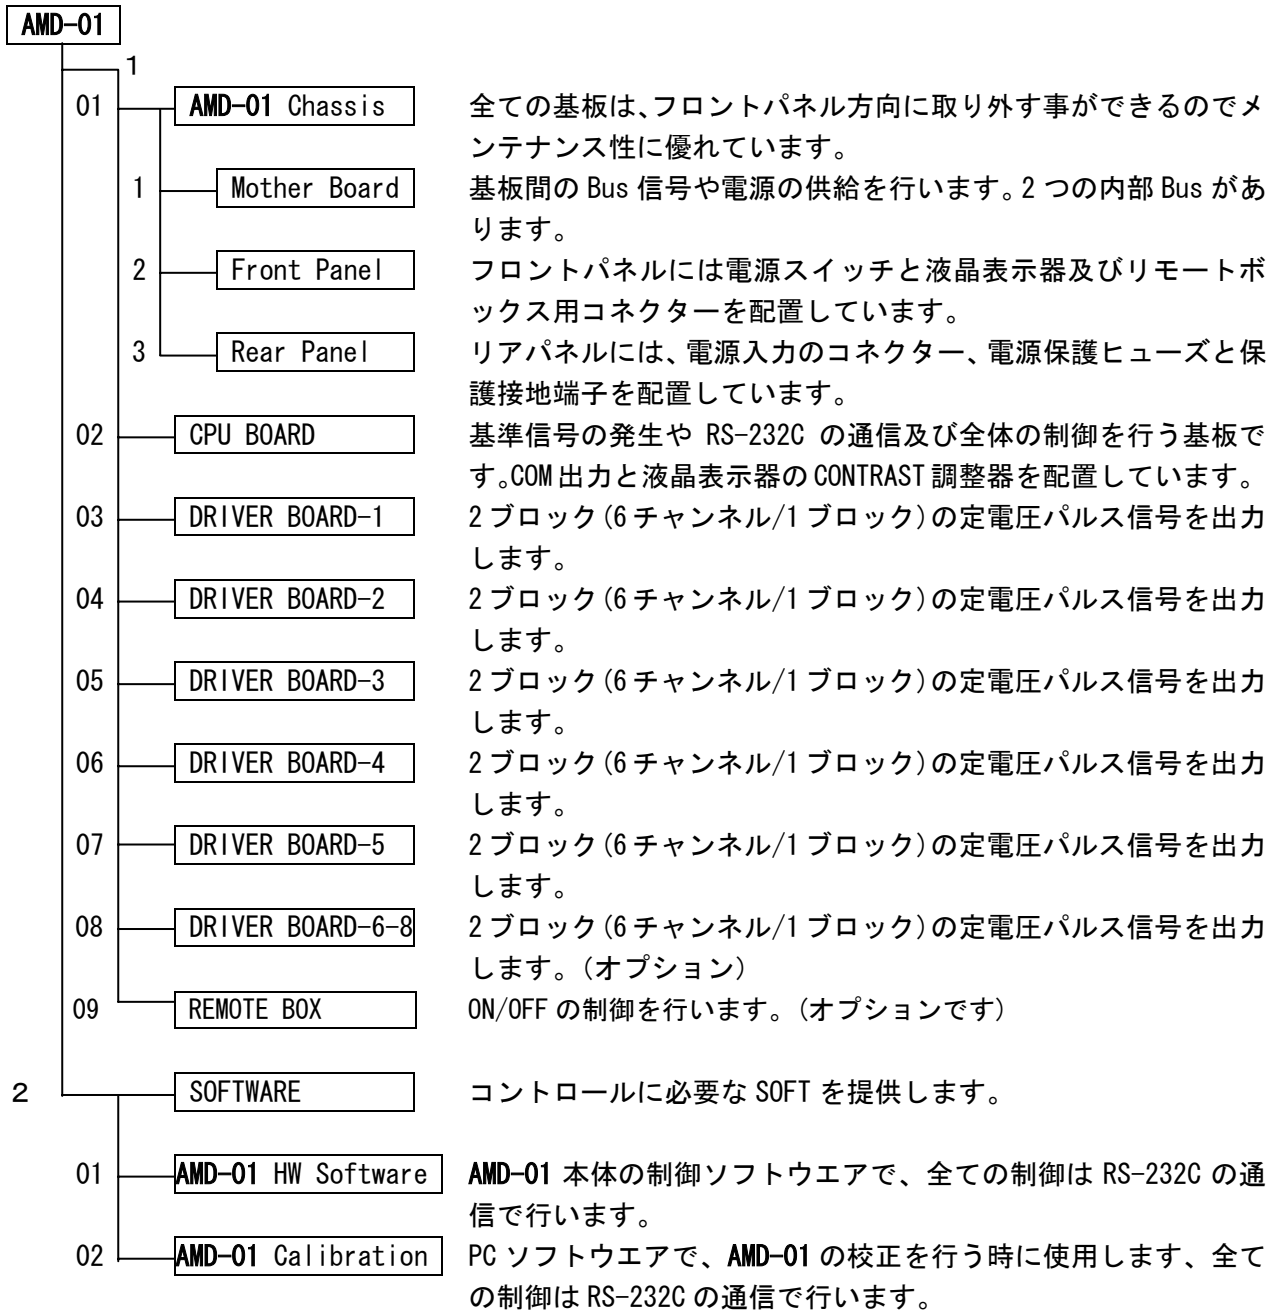 AMD-01
1
01 AMD-01 Chassis 全ての基板は、フロントパネル方向に取り外す事ができるのでメ
ンテナンス性に優れています。
1 Mother Board 基板間の Bus 信号や電源の供給を行います。2 つの内部 Bus があ
ります。
2 Front Panel フロントパネルには電源スイッチと液晶表示器及びリモートボ
ックス用コネクターを配置しています。
3 Rear Panel リアパネルには、電源入力のコネクター、電源保護ヒューズと保
護接地端子を配置しています。
02 CPU BOARD 基準信号の発生や RS-232C の通信及び全体の制御を行う基板で
す。COM 出力と液晶表示器の CONTRAST 調整器を配置しています。
03 DRIVER BOARD-1 2 ブロック(6 チャンネル/1 ブロック)の定電圧パルス信号を出力
します。
04 DRIVER BOARD-2 2 ブロック(6 チャンネル/1 ブロック)の定電圧パルス信号を出力
します。
05 DRIVER BOARD-3 2 ブロック(6 チャンネル/1 ブロック)の定電圧パルス信号を出力
します。
06 DRIVER BOARD-4 2 ブロック(6 チャンネル/1 ブロック)の定電圧パルス信号を出力
します。
07 DRIVER BOARD-5 2 ブロック(6 チャンネル/1 ブロック)の定電圧パルス信号を出力
します。
08 DRIVER BOARD-6-8 2 ブロック(6 チャンネル/1 ブロック)の定電圧パルス信号を出力
します。(オプション)
09 REMOTE BOX ON/OFF の制御を行います。(オプションです)
2 SOFTWARE コントロールに必要な SOFT を提供します。
01 AMD-01 HW Software AMD-01 本体の制御ソフトウエアで、全ての制御は RS-232C の通
信で行います。
02 AMD-01 Calibration PC ソフトウエアで、AMD-01 の校正を行う時に使用します、全て
の制御は RS-232C の通信で行います。